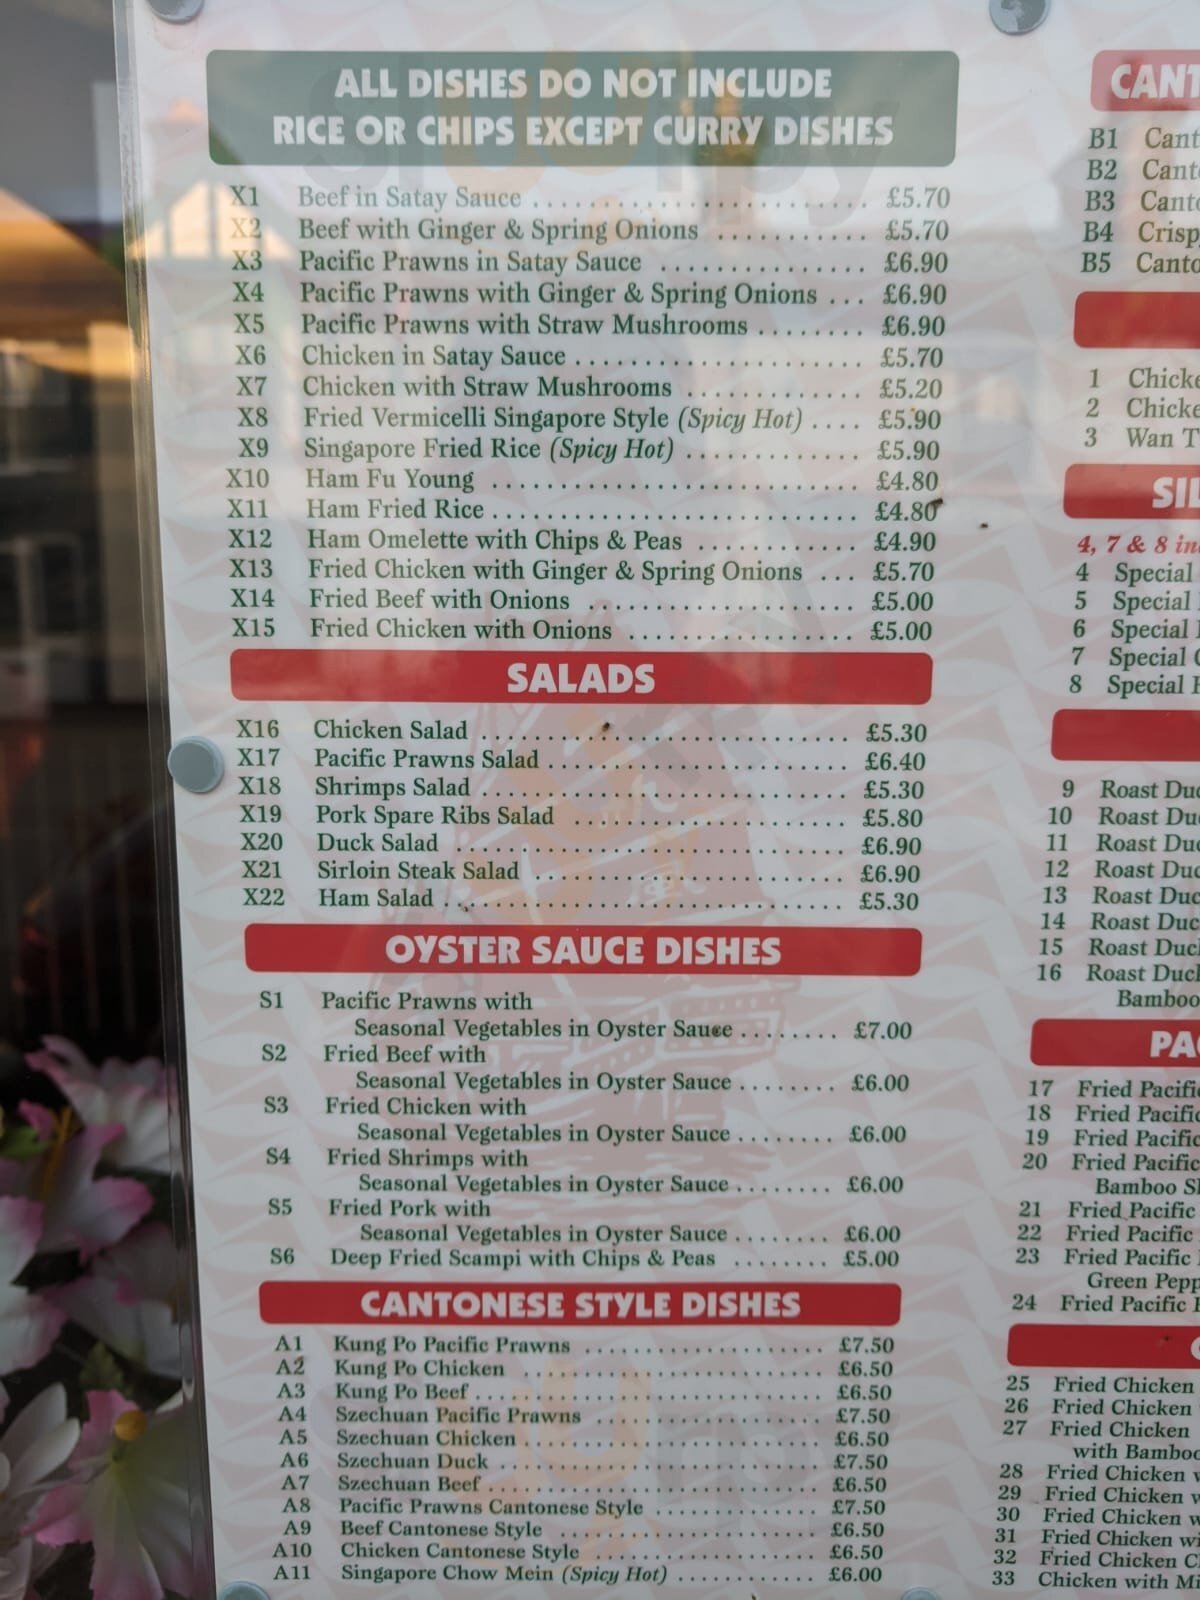 ALL DISHES DO NOT INCLUDE
RICE OR CHIPS EXCEPT CURRY DISHES
X1 Beef in Satay Sauce £5.70
X2 Beef with Ginger & Spring Onions £5.70
X3 Pacific Prawns in Satay Sauce £6.90
X4 Pacific Prawns with Ginger & Spring Onions £6.90
X5 Pacific Prawns with Straw Mushrooms £6.90
X6 Chicken in Satay Sauce £5.70
X7 Chicken with Straw Mushrooms £5.20
X8 Fried Vermicelli Singapore Style (Spicy Hot) £5.90
X9 Singapore Fried Rice (Spicy Hot) £5.90
X10 Ham Fu Young £4.80
X11 Ham Fried Rice £4.80
X12 Ham Omelette with Chips & Peas £4.90
X13 Fried Chicken with Ginger & Spring Onions £5.70
X14 Fried Beef with Onions £5.00
X15 Fried Chicken with Onions £5.00
SALADS
X16 Chicken Salad £5.30
X17 Pacific Prawns Salad £6.40
X18 Shrimps Salad £5.30
X19 Pork Spare Ribs Salad £5.80
X20 Duck Salad £6.90
X21 Sirloin Steak Salad £6.90
X22 Ham Salad £5.30
OYSTER SAUCE DISHES
S1 Pacific Prawns with
Seasonal Vegetables in Oyster Sauce £7.00
S2 Fried Beef with
Seasonal Vegetables in Oyster Sauce £6.00
S3 Fried Chicken with
Seasonal Vegetables in Oyster Sauce £6.00
S4 Fried Shrimps with
Seasonal Vegetables in Oyster Sauce £6.00
S5 Fried Pork with
Seasonal Vegetables in Oyster Sauce £6.00
S6 Deep Fried Scampi with Chips & Peas £5.00
CANTONESE STYLE DISHES
A1 Kung Po Pacific Prawns £7.50
A2 Kung Po Chicken £6.50
A3 Kung Po Beef £6.50
A4 Szechuan Pacific Prawns £7.50
A5 Szechuan Chicken £6.50
A6 Szechuan Duck £7.50
A7 Szechuan Beef £6.50
A8 Pacific Prawns Cantonese Style £7.50
A9 Beef Cantonese Style £6.50
A10 Chicken Cantonese Style £6.50
A11 Singapore Chow Mein (Spicy Hot) £6.00
CANT
B1 Cant
B2 Cant
B3 Canto
B4 Crisp
B5 Canto
1 Chicke
2 Chicke
3 Wan T
SI
4, 7 & 8 in
4 Special
5 Special
6 Special
7 Special
8 Special
9 Roast Duc
10 Roast Du
11 Roast Duc
12 Roast Duc
13 Roast Duc
14 Roast Duc
15 Roast Duc
16 Roast Duc
Bamboo
PA
17 Fried Pacific
18 Fried Pacific
19 Fried Pacific
20 Fried Pacific
Bamboo S
21 Fried Pacific
22 Fried Pacific
23 Fried Pacific
Green Pepp
24 Fried Pacific
25 Fried Chicken
26 Fried Chicken
27 Fried Chicken
with Bamboo
28 Fried Chicken w
29 Fried Chicken w
30 Fried Chicken w
31 Fried Chicken wi
32 Fried Chicken C
33 Chicken with Mi